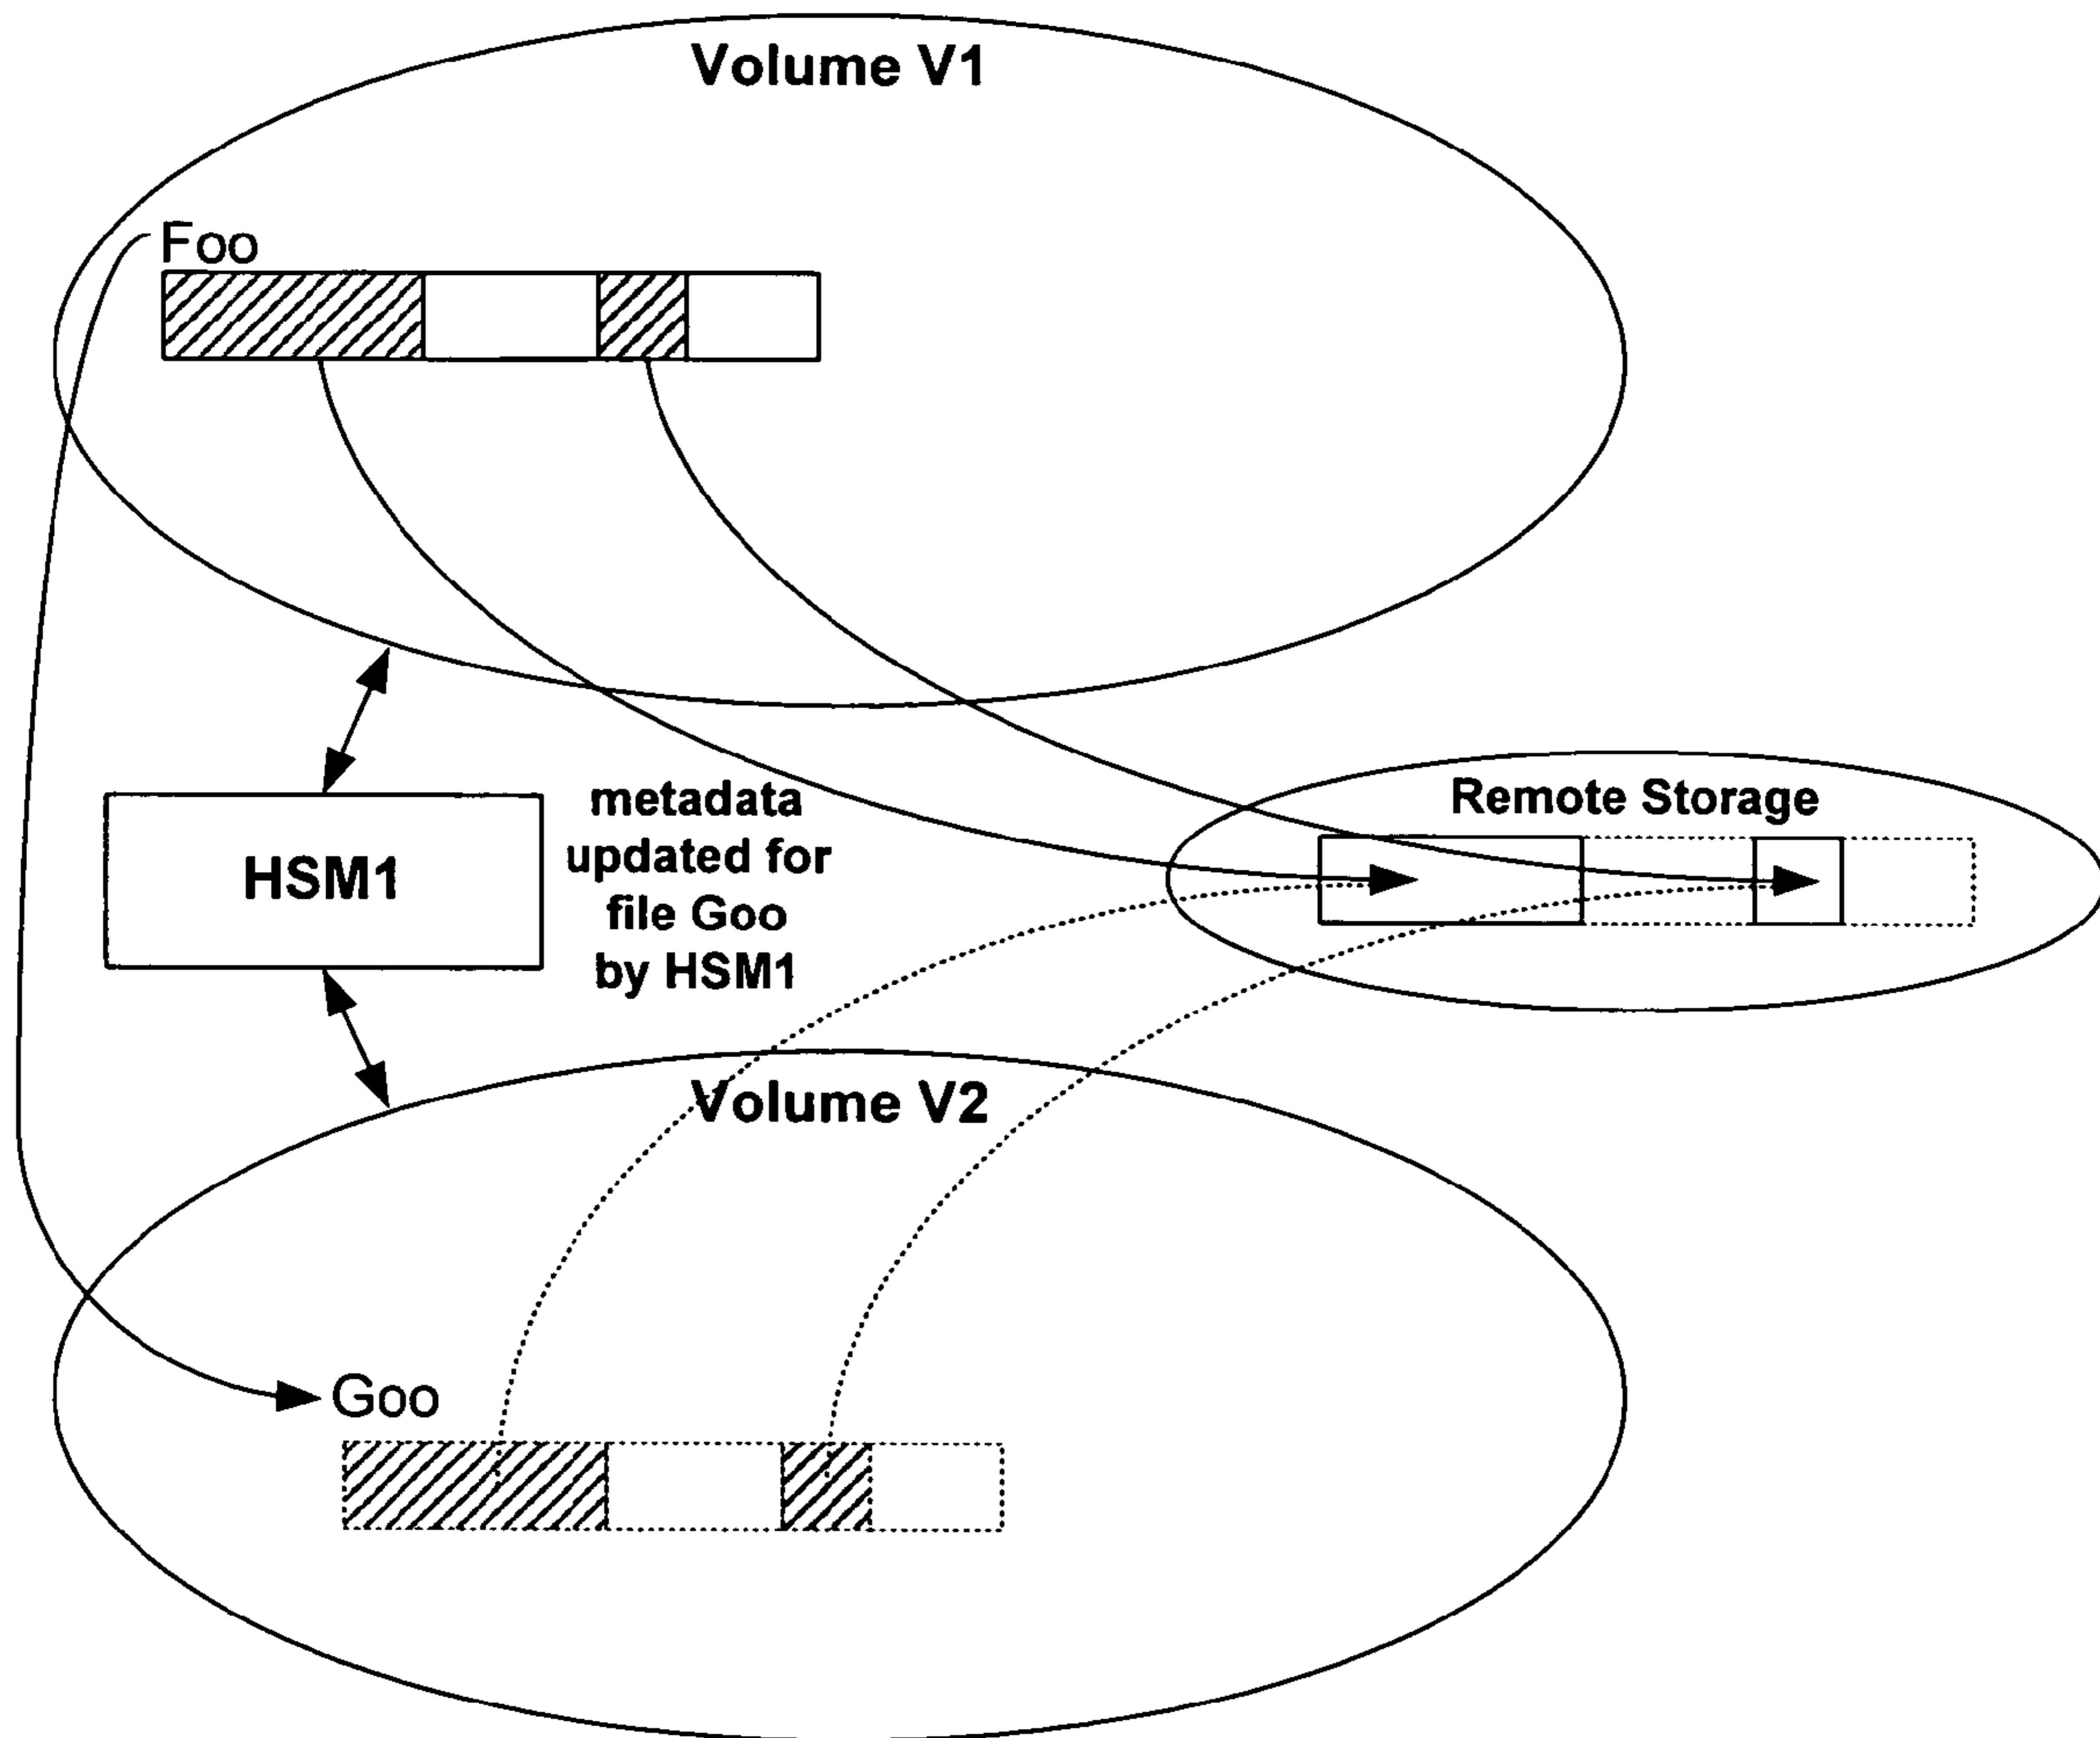 Volume V1
Foo
metadata
updated for
file Goo
by HSM1
HSM1
Remote Storage
Volume V2
Goo